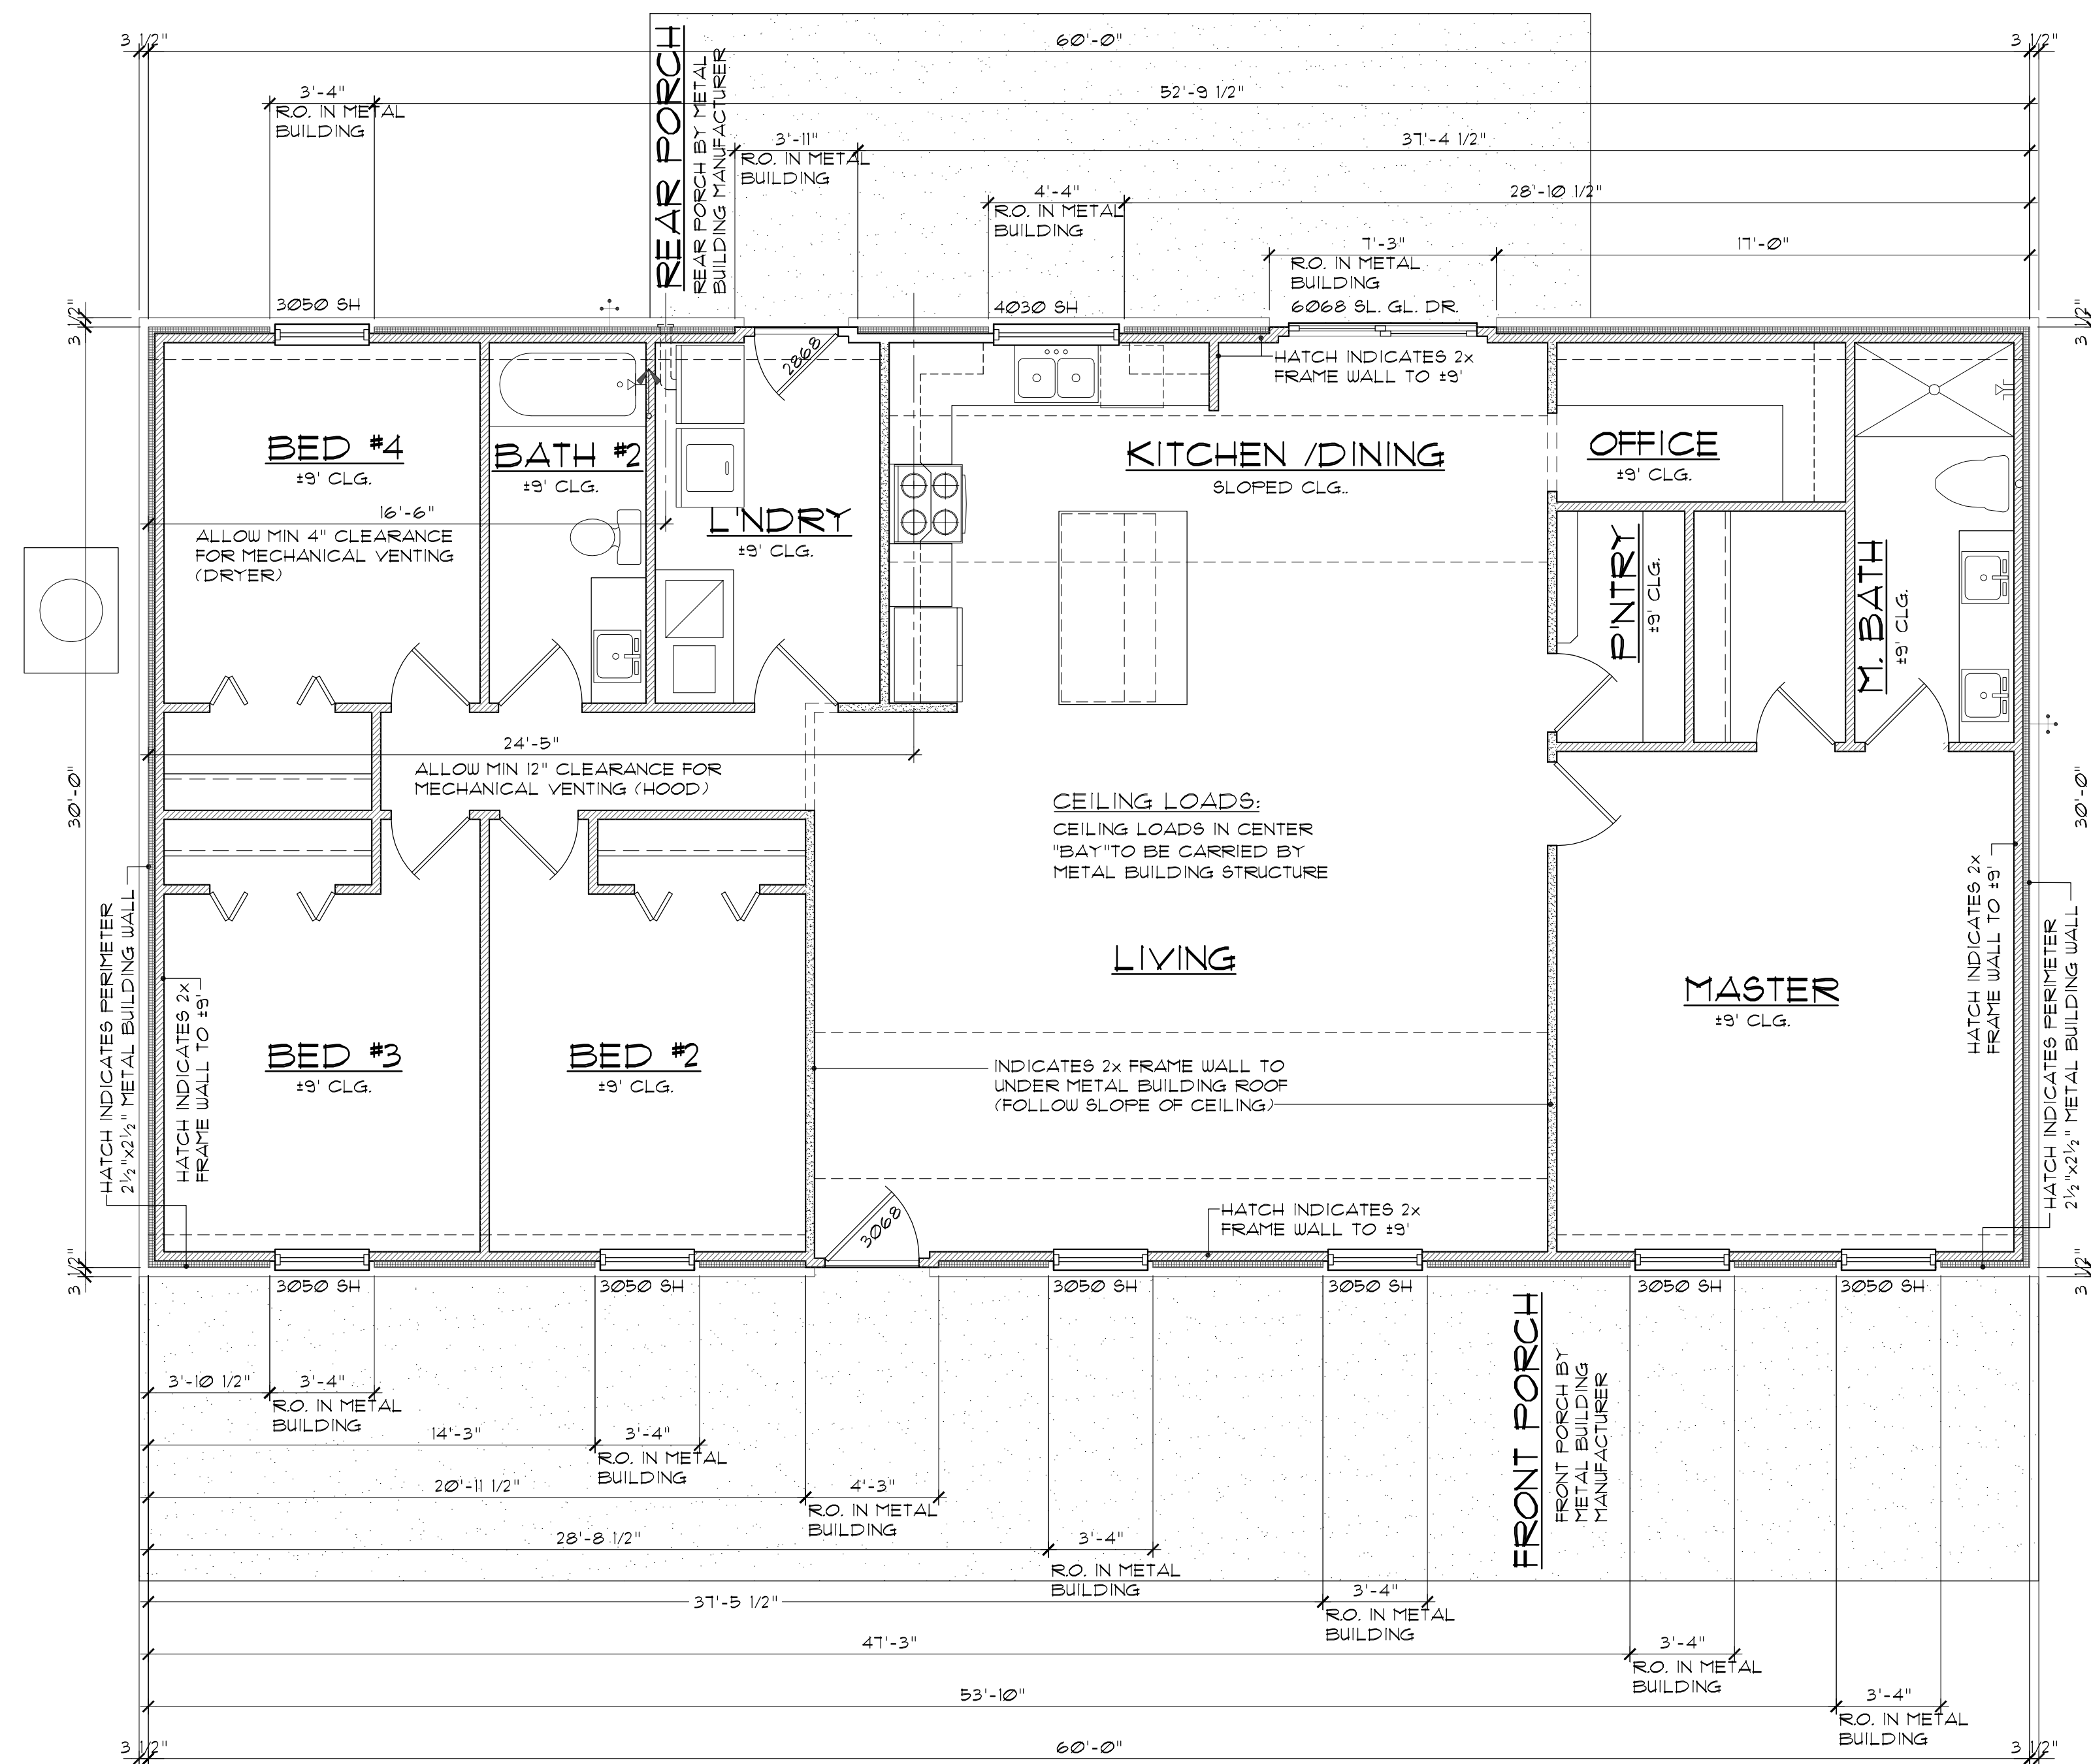 3 1/2"
60'-0"
3 1/2"
3'-4"
R.O. IN METAL
BUILDING
52'-9 1/2"
REAR PORCH
REAR PORCH BY METAL
BUILDING MANUFACTURER
3'-11"
R.O. IN METAL
BUILDING
37'-4 1/2"
4'-4"
R.O. IN METAL
BUILDING
28'-10 1/2"
7'-3"
R.O. IN METAL
BUILDING
17'-0"
3050 SH
4030 SH
6068 SL. GL. DR.
3 1/2"
3 1/2"
2868
HATCH INDICATES 2x
FRAME WALL TO ±9'
BED #4
±9' CLG.
BATH #2
±9' CLG.
L'NDRY
±9' CLG.
KITCHEN /DINING
SLOPED CLG..
OFFICE
±9' CLG.
16'-6"
ALLOW MIN 4" CLEARANCE
FOR MECHANICAL VENTING
(DRYER)
P'NTRY
±9' CLG.
M. BATH
±9' CLG.
24'-5"
ALLOW MIN 12" CLEARANCE FOR
MECHANICAL VENTING (HOOD)
30'-0"
30'-0"
CEILING LOADS:
CEILING LOADS IN CENTER
"BAY"TO BE CARRIED BY
METAL BUILDING STRUCTURE
LIVING
MASTER
±9' CLG.
HATCH INDICATES PERIMETER
2½"x2½" METAL BUILDING WALL
HATCH INDICATES 2x
FRAME WALL TO ±9'
HATCH INDICATES 2x
FRAME WALL TO ±9'
HATCH INDICATES PERIMETER
2½"x2½" METAL BUILDING WALL
BED #3
±9' CLG.
BED #2
±9' CLG.
INDICATES 2x FRAME WALL TO
UNDER METAL BUILDING ROOF
(FOLLOW SLOPE OF CEILING)
3068
HATCH INDICATES 2x
FRAME WALL TO ±9'
3 1/2"
3 1/2"
3050 SH
3050 SH
3050 SH
3050 SH
3050 SH
3050 SH
FRONT PORCH
FRONT PORCH BY
METAL BUILDING
MANUFACTURER
3'-10 1/2"
3'-4"
R.O. IN METAL
BUILDING
14'-3"
3'-4"
R.O. IN METAL
BUILDING
20'-11 1/2"
4'-3"
R.O. IN METAL
BUILDING
28'-8 1/2"
3'-4"
R.O. IN METAL
BUILDING
37'-5 1/2"
3'-4"
R.O. IN METAL
BUILDING
47'-3"
3'-4"
R.O. IN METAL
BUILDING
53'-10"
3'-4"
R.O. IN METAL
BUILDING
3 1/2"
60'-0"
3 1/2"